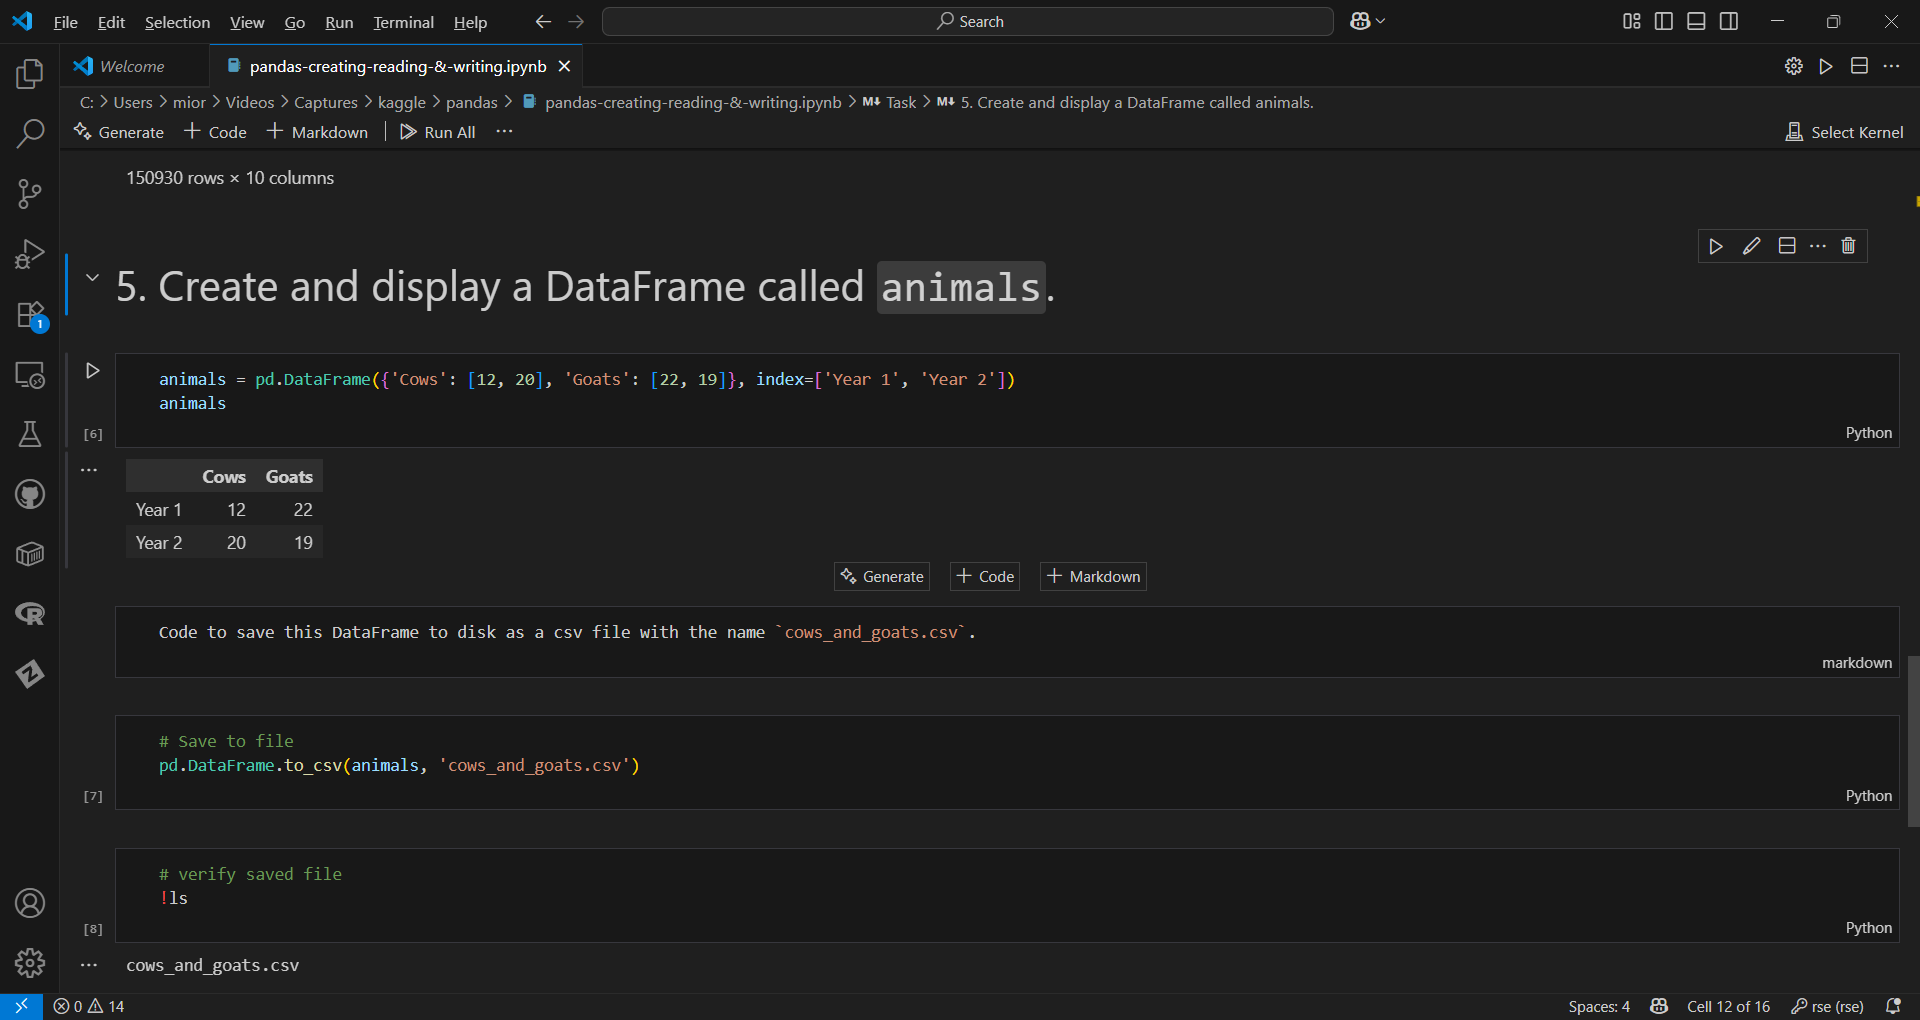 File Edit Selection View Go Run Terminal Help
Search
Welcome
pandas-creating-reading-&-writing.ipynb
C: > Users > mior > Videos > Captures > kaggle > pandas > pandas-creating-reading-&-writing.ipynb > M↓ Task > M↓ 5. Create and display a DataFrame called animals.
Generate + Code + Markdown | Run All ...
Select Kernel
150930 rows × 10 columns
5. Create and display a DataFrame called animals.
animals = pd.DataFrame({'Cows': [12, 20], 'Goats': [22, 19]}, index=['Year 1', 'Year 2'])
animals
[6]
Python
Cows Goats
Year 1 12 22
Year 2 20 19
Generate + Code + Markdown
Code to save this DataFrame to disk as a csv file with the name `cows_and_goats.csv`.
markdown
# Save to file
pd.DataFrame.to_csv(animals, 'cows_and_goats.csv')
[7]
Python
# verify saved file
!ls
[8]
Python
cows_and_goats.csv
1
0 14
Spaces: 4
Cell 12 of 16
rse (rse)